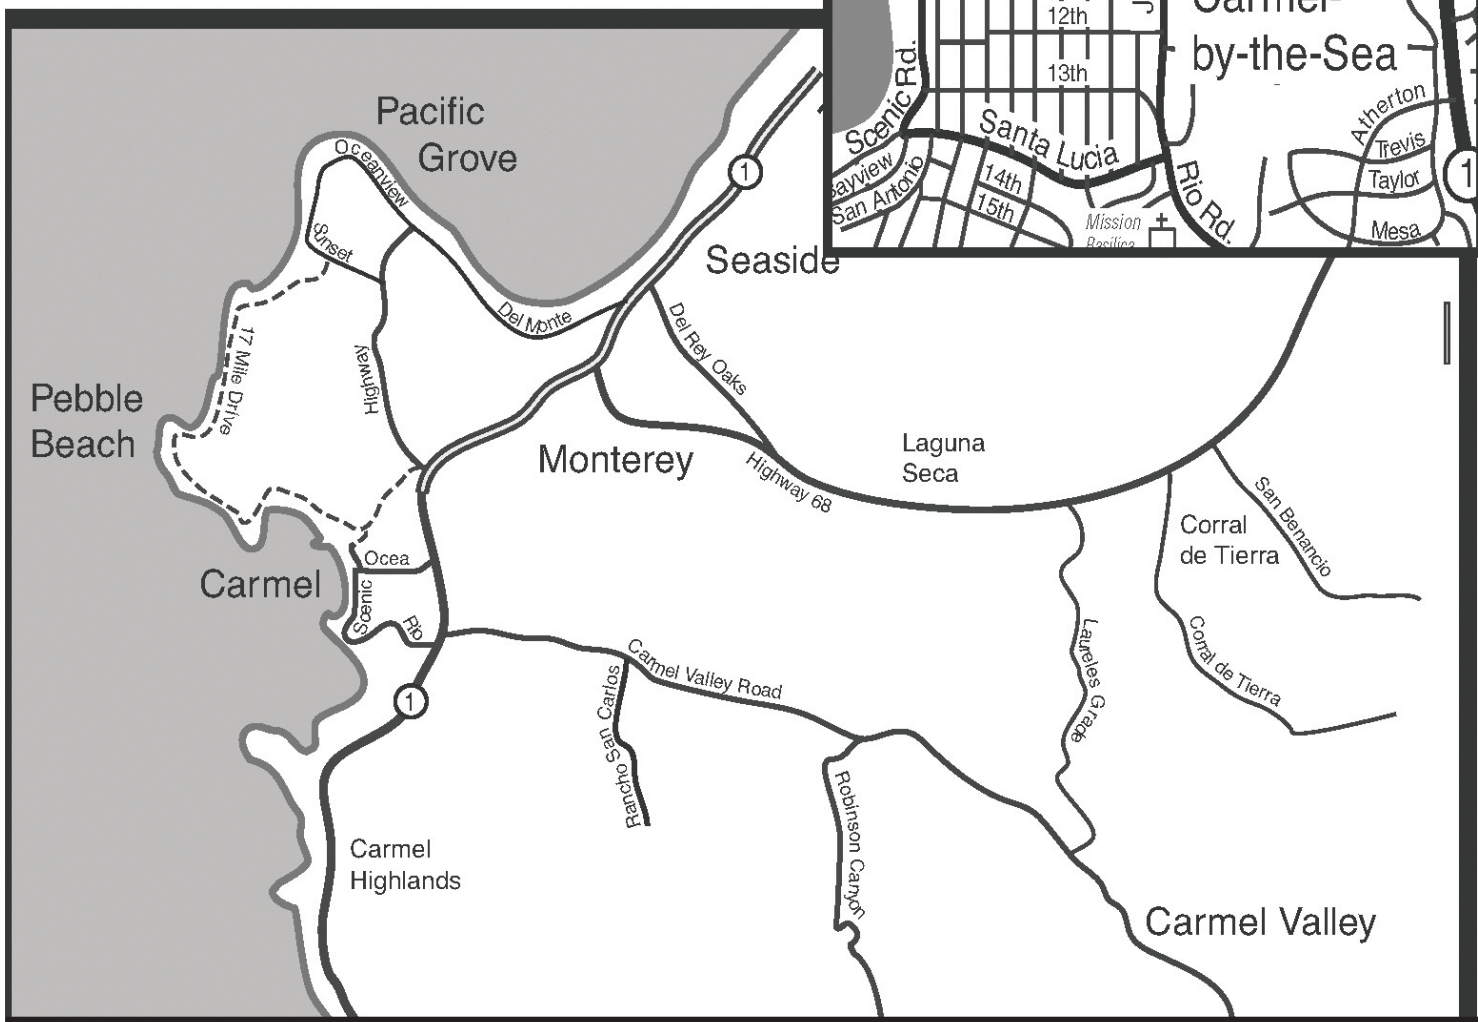 Pacific
Grove
Oceanview
Sunset
1
Seaside
Del Monte
17 Mile Drive
Highway
Del Rey Oaks
Pebble
Beach
Monterey
Highway 68
Laguna
Seca
San Benancio
Corral
de Tierra
Carmel
Ocea
Scenic
Rio
Corral de Tierra
Laureles Grade
Carmel Valley Road
Rancho San Carlos
1
Robinson Canyon
Carmel
Highlands
Carmel Valley
12th
J
Carmel-
by-the-Sea
13th
Scenic Rd.
Santa Lucia
Atherton
Trevis
Bayview
San Antonio
14th
Taylor
1
15th
Rio Rd.
Mission
Basilica
Mesa